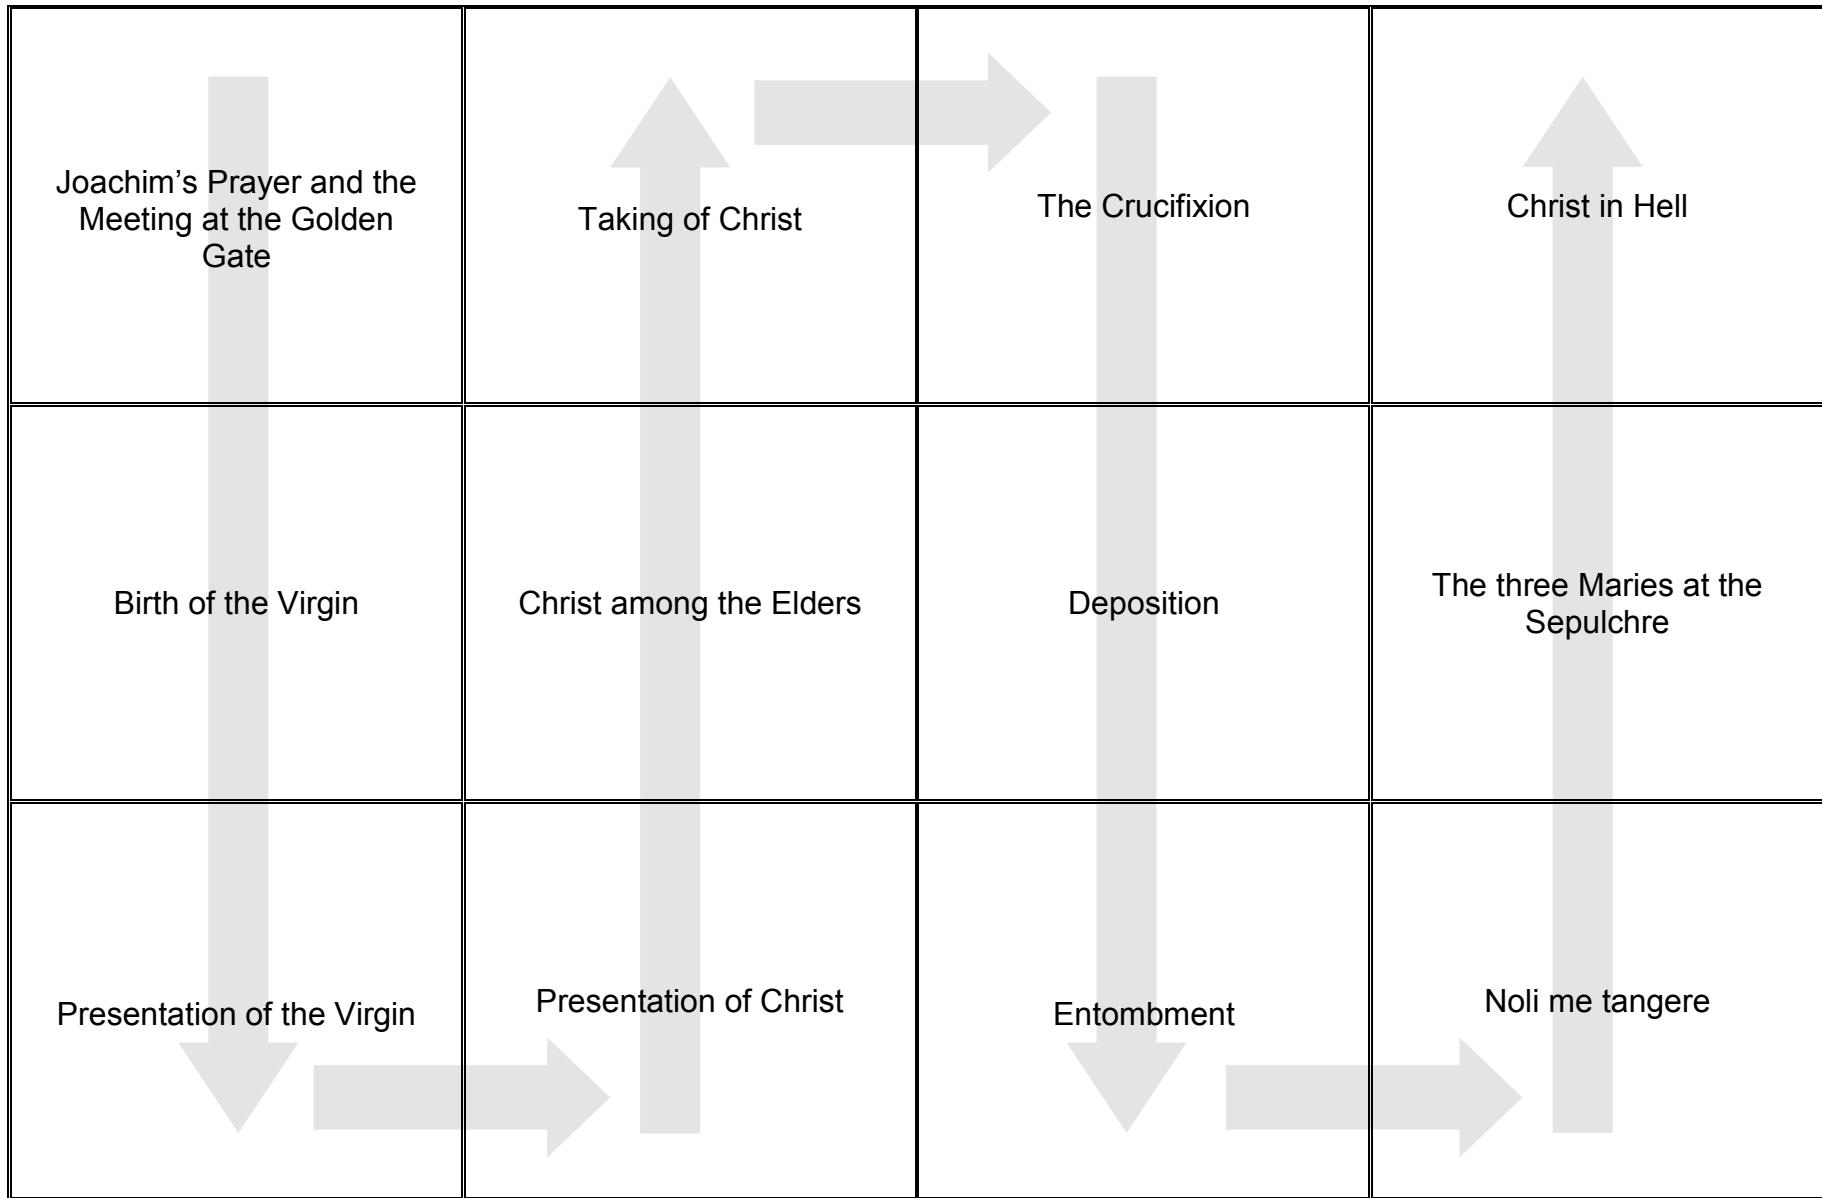 Joachim’s Prayer and the
Meeting at the Golden
Gate
Taking of Christ
The Crucifixion
Christ in Hell
Birth of the Virgin
Christ among the Elders
Deposition
The three Maries at the
Sepulchre
Presentation of the Virgin
Presentation of Christ
Entombment
Noli me tangere